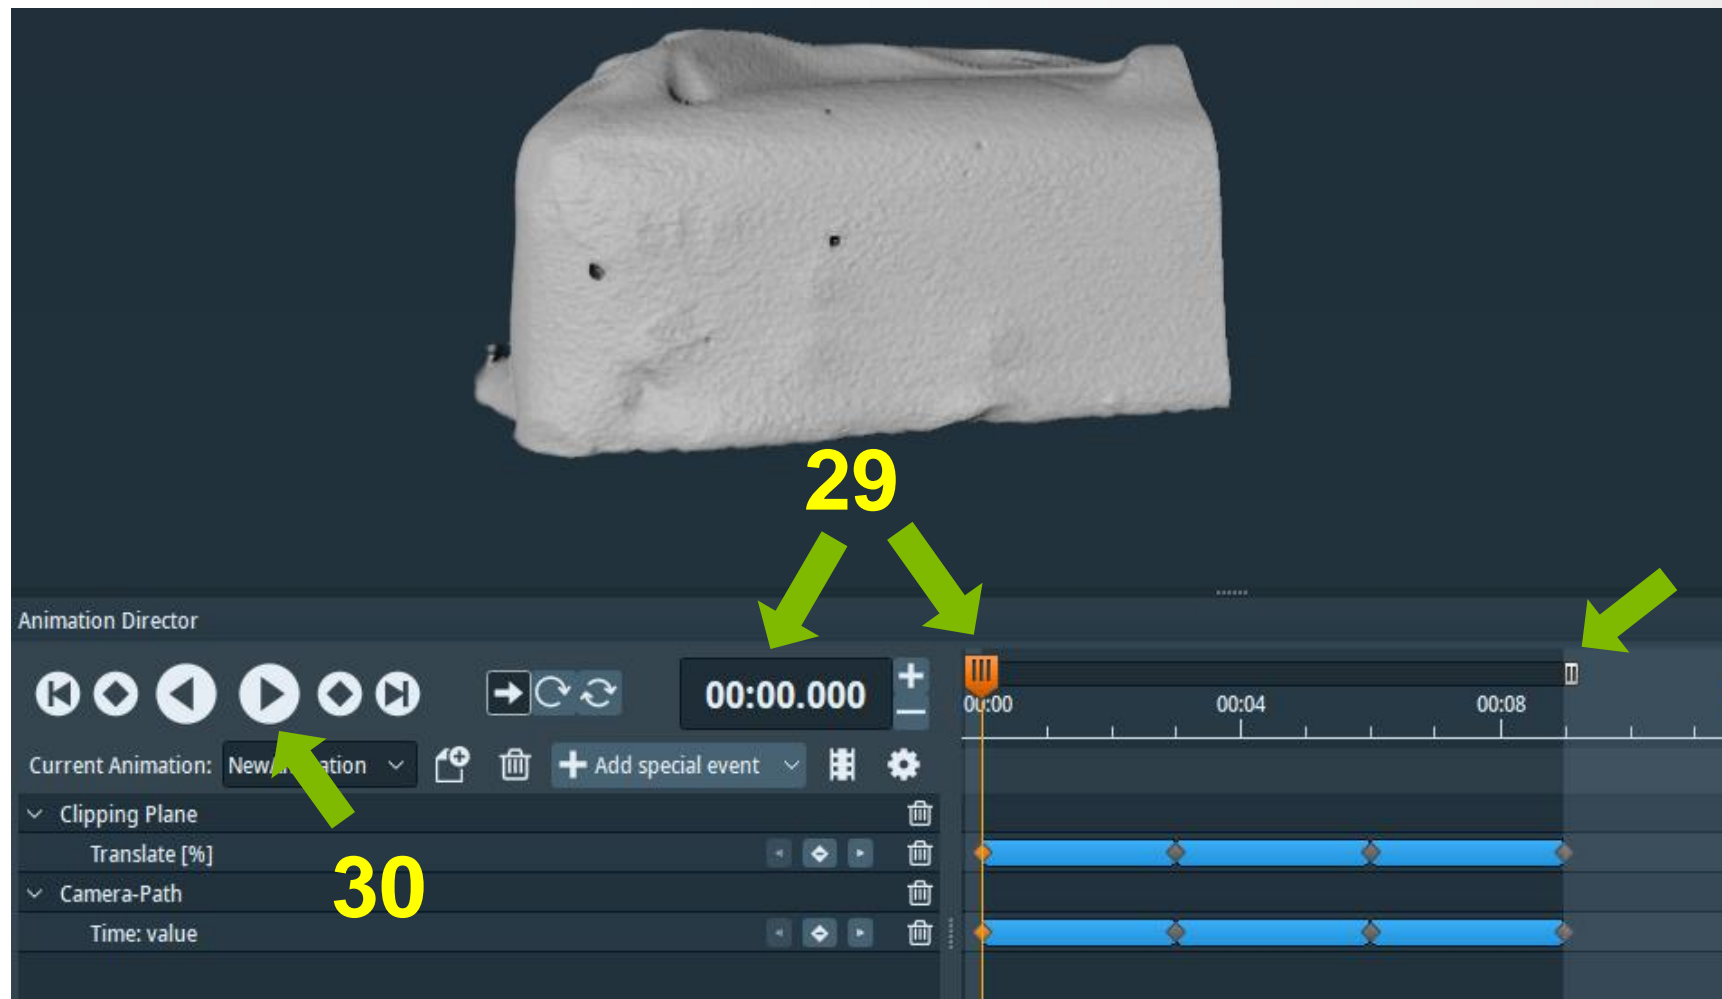 29
Animation Director
00:00.000
00:00 00:04 00:08
Current Animation: NewAnimation Add special event
Clipping Plane
Translate [%]
30
Camera-Path
Time: value